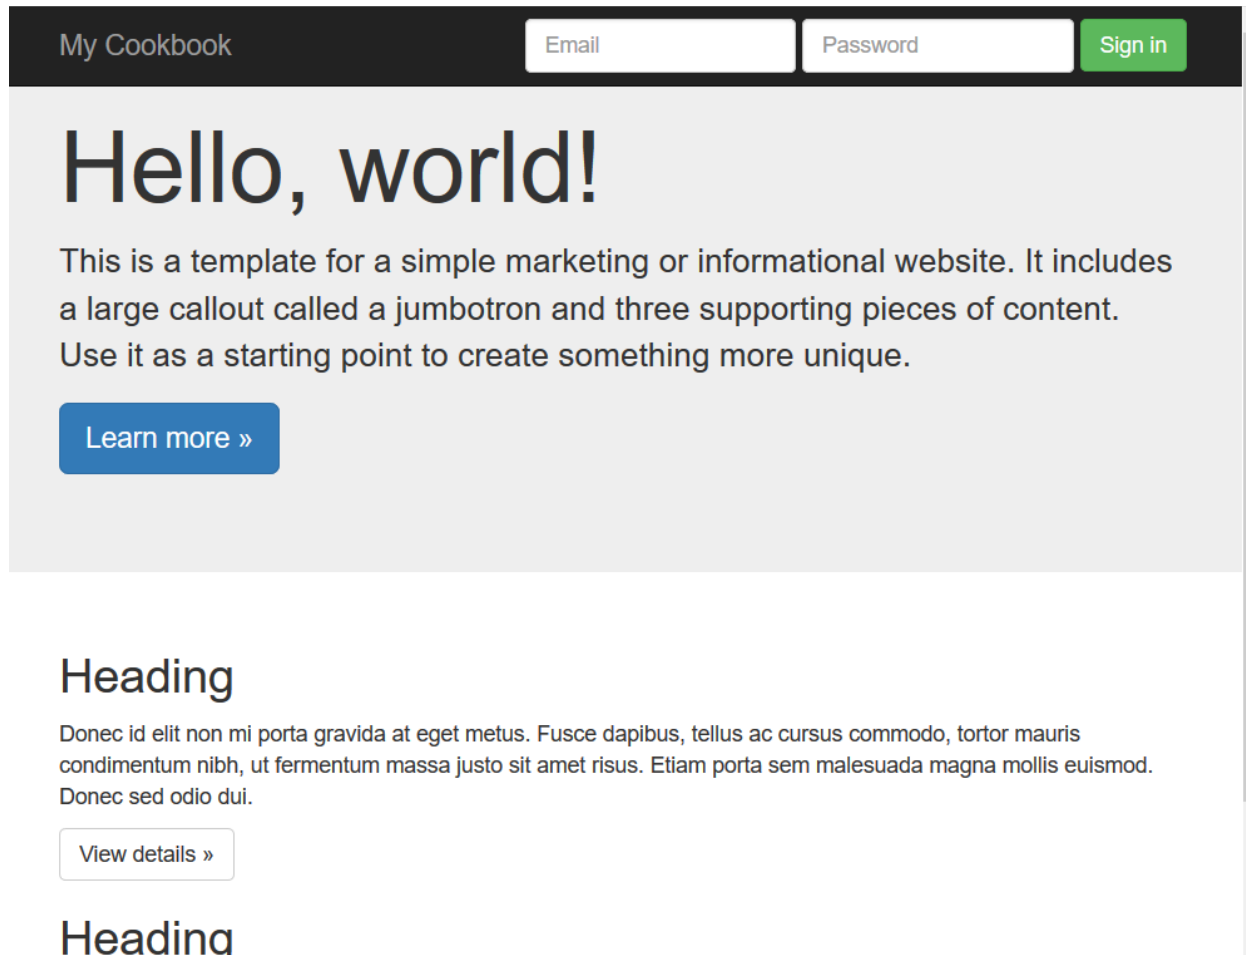 My Cookbook
Email
Password
Sign in
Hello, world!
This is a template for a simple marketing or informational website. It includes
a large callout called a jumbotron and three supporting pieces of content.
Use it as a starting point to create something more unique.
Learn more »
Heading
Donec id elit non mi porta gravida at eget metus. Fusce dapibus, tellus ac cursus commodo, tortor mauris
condimentum nibh, ut fermentum massa justo sit amet risus. Etiam porta sem malesuada magna mollis euismod.
Donec sed odio dui.
View details »
Heading